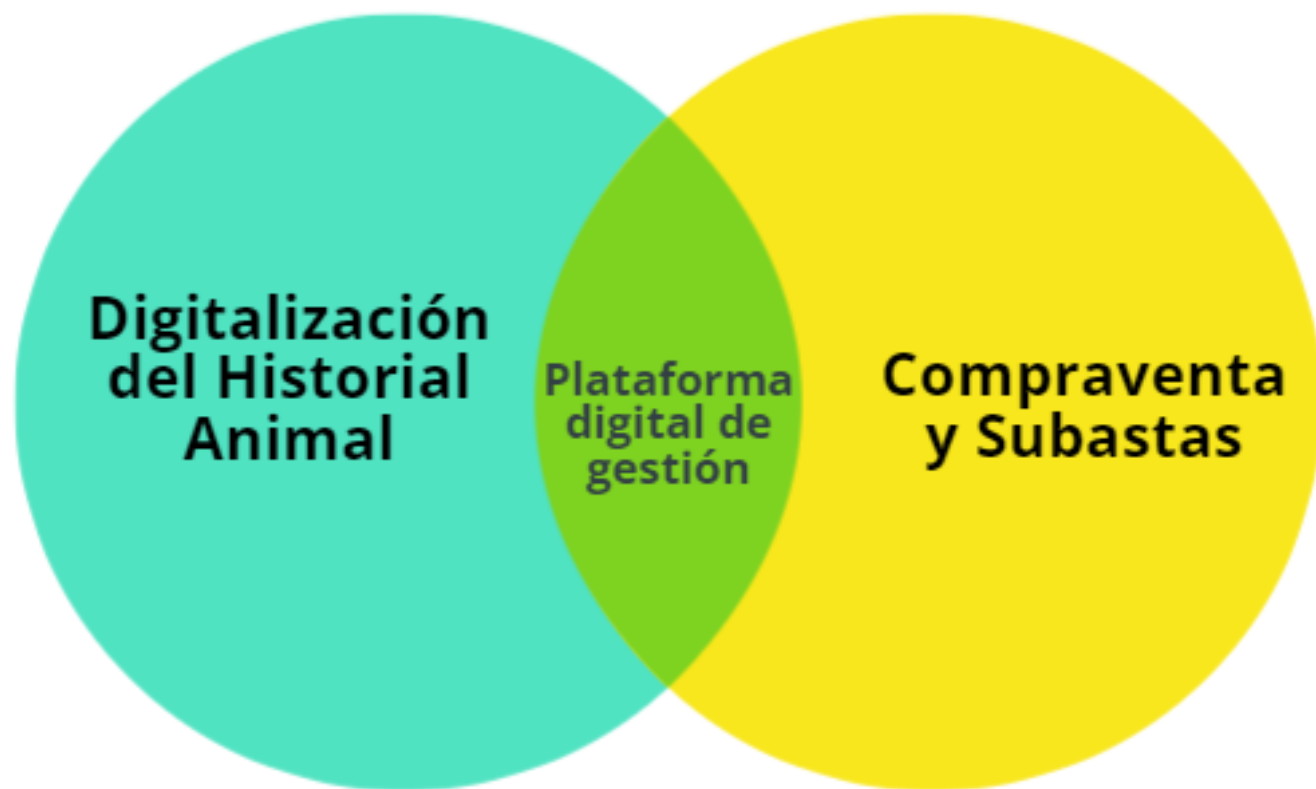 Digitalización
del Historial
Animal
Plataforma
digital de
gestión
Compraventa
y Subastas